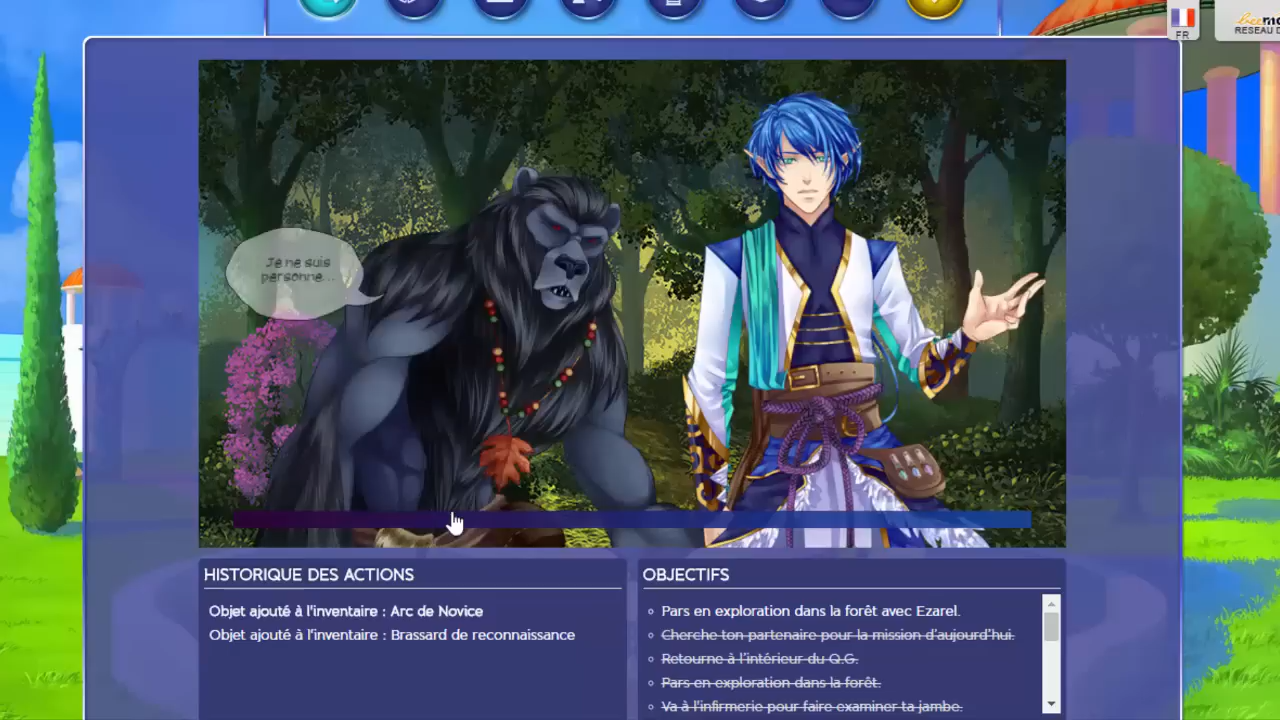 FR
RESEAU D
Je ne suis
personne...
HISTORIQUE DES ACTIONS
Objet ajouté à l'inventaire : Arc de Novice
Objet ajouté à l'inventaire : Brassard de reconnaissance
OBJECTIFS
Pars en exploration dans la forêt avec Ezarel.
Cherche ton partenaire pour la mission d'aujourd'hui.
Retourne à l'intérieur du Q.G.
Pars en exploration dans la forêt.
Va à l'infirmerie pour faire examiner ta jambe.